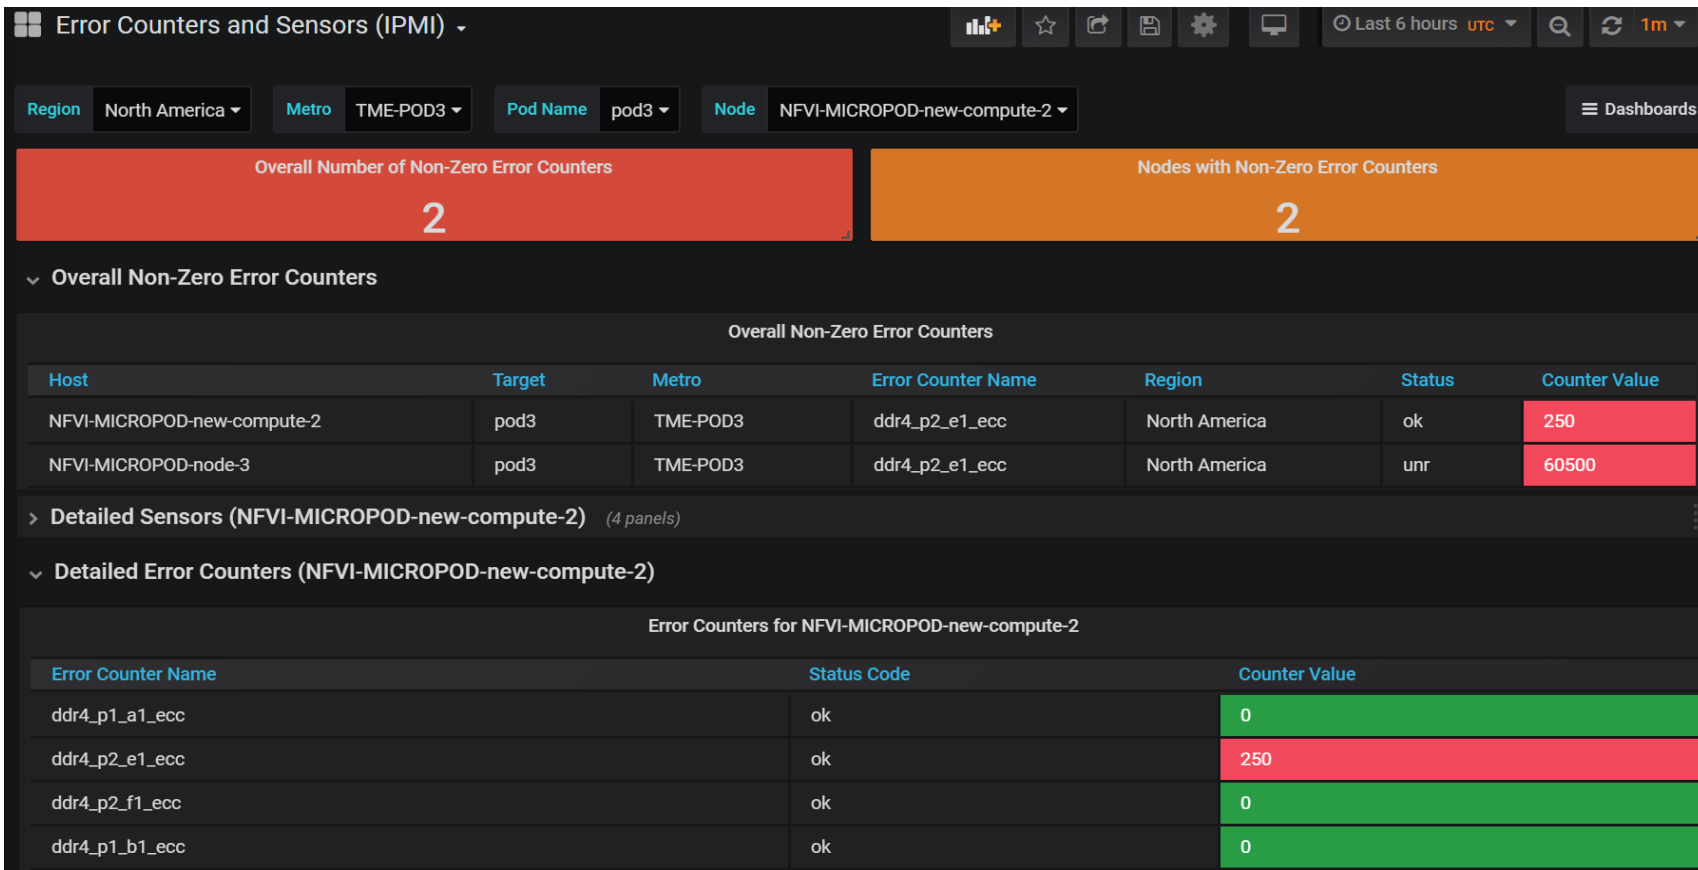 Error Counters and Sensors (IPMI)
Last 6 hours UTC 1m
Region North America Metro TME-POD3 Pod Name pod3 Node NFVI-MICROPOD-new-compute-2 Dashboards
Overall Number of Non-Zero Error Counters
2
Nodes with Non-Zero Error Counters
2
Overall Non-Zero Error Counters
Overall Non-Zero Error Counters
Host Target Metro Error Counter Name Region Status Counter Value
NFVI-MICROPOD-new-compute-2 pod3 TME-POD3 ddr4_p2_e1_ecc North America ok 250
NFVI-MICROPOD-node-3 pod3 TME-POD3 ddr4_p2_e1_ecc North America unr 60500
Detailed Sensors (NFVI-MICROPOD-new-compute-2) (4 panels)
Detailed Error Counters (NFVI-MICROPOD-new-compute-2)
Error Counters for NFVI-MICROPOD-new-compute-2
Error Counter Name Status Code Counter Value
ddr4_p1_a1_ecc ok 0
ddr4_p2_e1_ecc ok 250
ddr4_p2_f1_ecc ok 0
ddr4_p1_b1_ecc ok 0